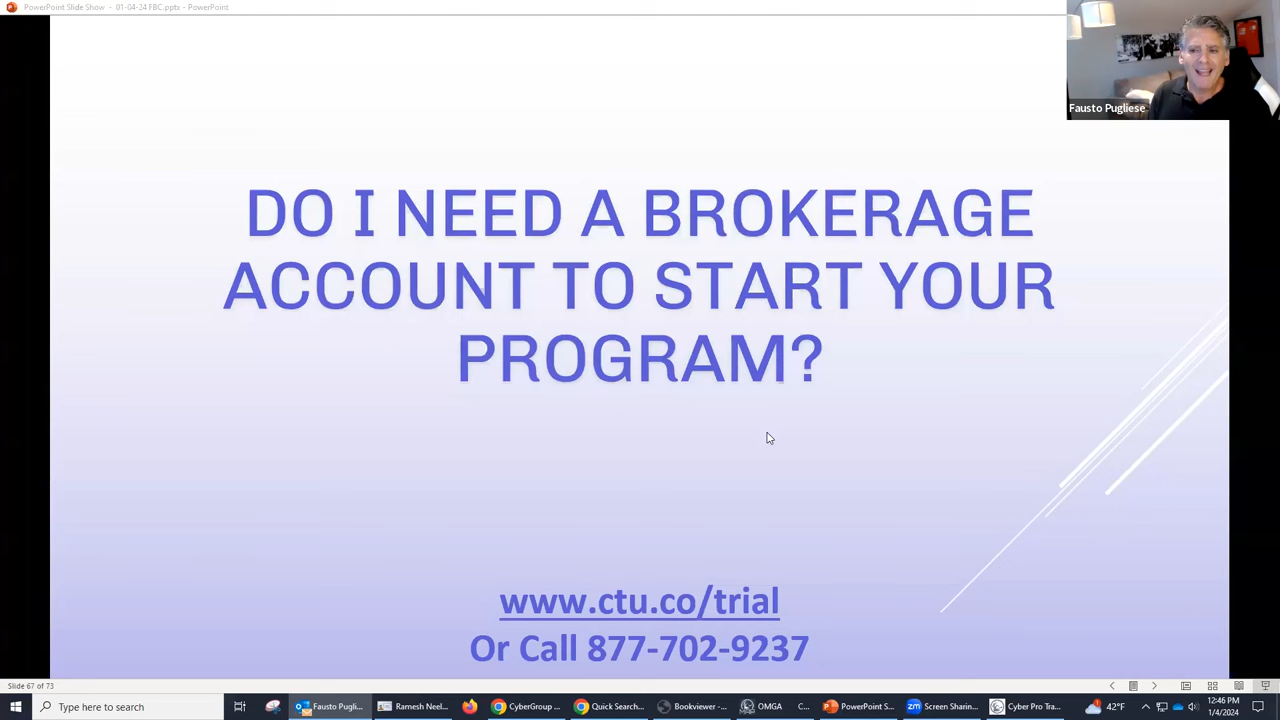 PowerPoint Slide Show - 01-04-24 FBC.pptx - PowerPoint
Fausto Pugliese
DO I NEED A BROKERAGE
ACCOUNT TO START YOUR
PROGRAM?
www.ctu.co/trial
Or Call 877-702-9237
Slide 67 of 73
Type here to search
Fausto Pugli...
Ramesh Neel...
CyberGroup ...
Quick Search...
Bookviewer -...
OMGA C...
PowerPoint S...
Screen Sharin...
Cyber Pro Tra...
42°F
12:46 PM
1/4/2024